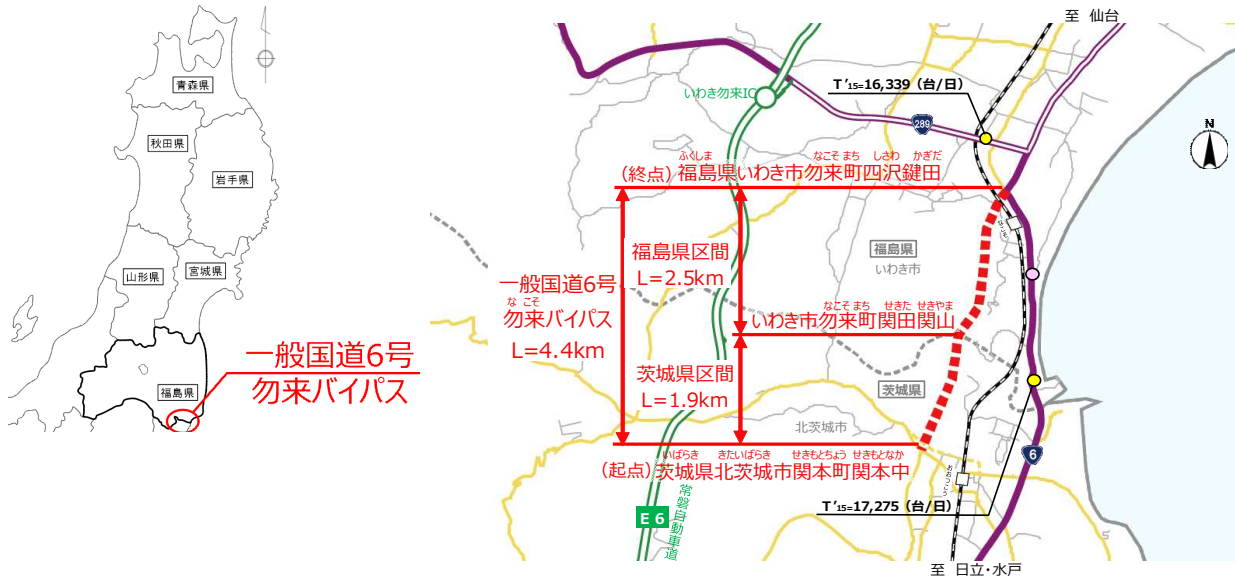 青森県
秋田県
岩手県
山形県
宮城県
福島県
一般国道6号
勿来バイパス
至 仙台
いわき勿来IC
T'15=16,339 (台/日)
289
N
ふくしま なこそ まち しさわ かぎだ
(終点) 福島県いわき市勿来町四沢鍵田
福島県
いわき市
福島県区間
L=2.5km
一般国道6号
な こそ
勿来バイパス
L=4.4km
なこそ まち せきた せきやま
いわき市勿来町関田関山
茨城県区間
L=1.9km
茨城県
北茨城市
いばらき きたいばらき せきもとちょう せきもとなか
(起点) 茨城県北茨城市関本町関本中
6
おおつこう
E6
常磐自動車道
T'15=17,275 (台/日)
至 日立・水戸